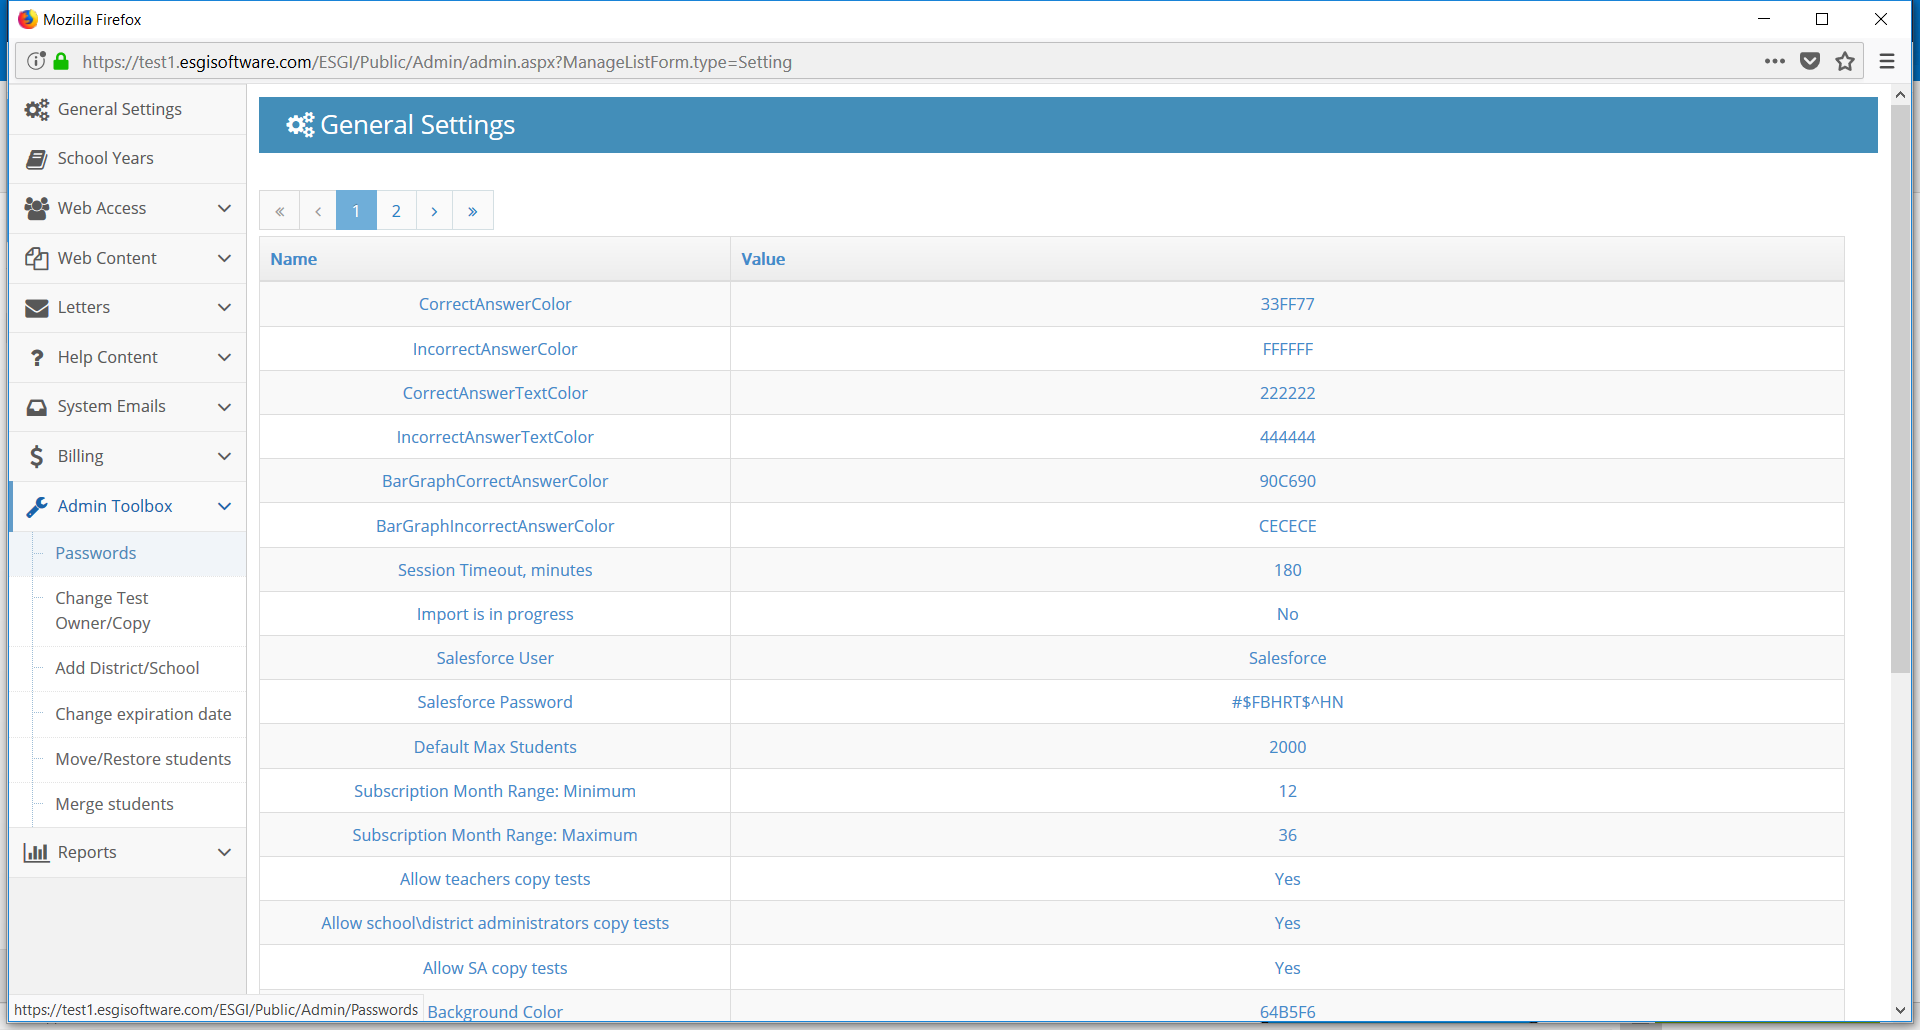 Mozilla Firefox
https://test1.esgisoftware.com/ESGI/Public/Admin/admin.aspx?ManageListForm.type=Setting
General Settings
School Years
Web Access
Web Content
Letters
Help Content
System Emails
Billing
Admin Toolbox
Passwords
Change Test
Owner/Copy
Add District/School
Change expiration date
Move/Restore students
Merge students
Reports
General Settings
« ‹ 1 2 › »
Name Value
CorrectAnswerColor 33FF77
IncorrectAnswerColor FFFFFF
CorrectAnswerTextColor 222222
IncorrectAnswerTextColor 444444
BarGraphCorrectAnswerColor 90C690
BarGraphIncorrectAnswerColor CECECE
Session Timeout, minutes 180
Import is in progress No
Salesforce User Salesforce
Salesforce Password #$FBHRT$^HN
Default Max Students 2000
Subscription Month Range: Minimum 12
Subscription Month Range: Maximum 36
Allow teachers copy tests Yes
Allow school\district administrators copy tests Yes
Allow SA copy tests Yes
Background Color 64B5F6
https://test1.esgisoftware.com/ESGI/Public/Admin/Passwords